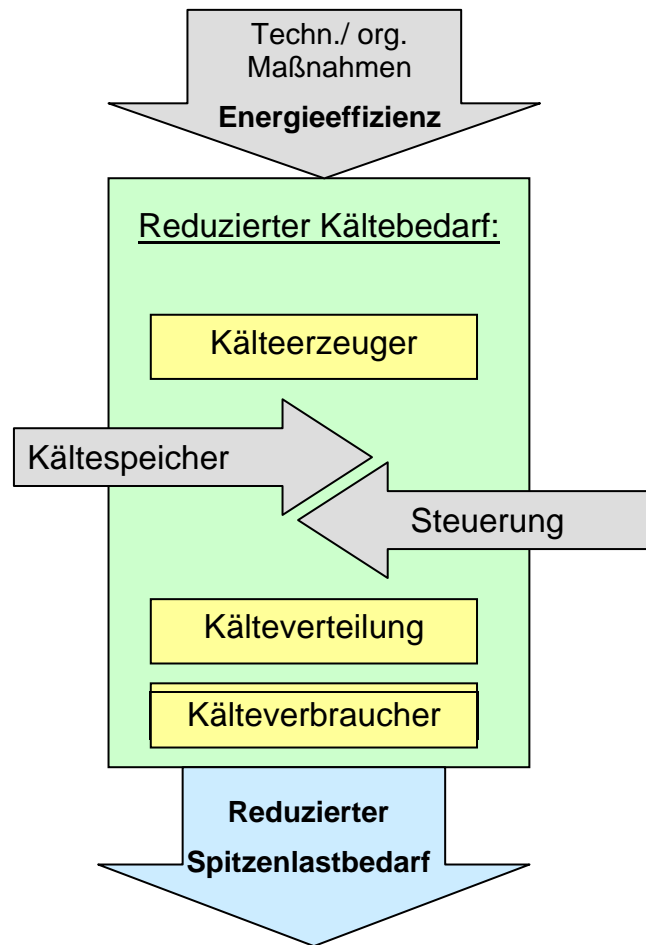 Techn./ org.
Maßnahmen
Energieeffizienz
Reduzierter Kältebedarf:
Kälteerzeuger
Kältespeicher
Steuerung
Kälteverteilung
Kälteverbraucher
Reduzierter
Spitzenlastbedarf